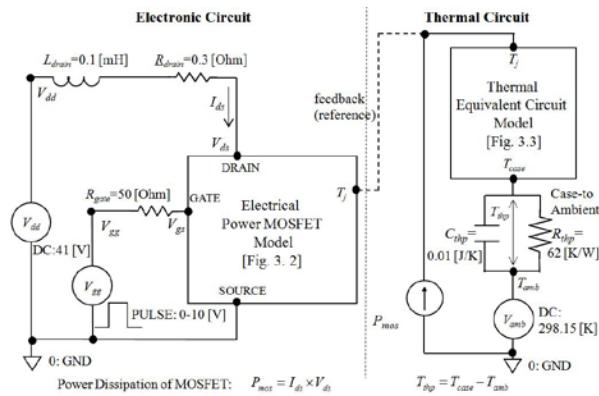 Electronic Circuit
L_drain=0.1 [mH]
R_drain=0.3 [Ohm]
V_dd
I_ds
V_ds
DRAIN
R_gate=50 [Ohm]
GATE
V_gg
V_gs
T_j
Electrical
Power MOSFET
Model
[Fig. 3. 2]
V_dd
DC:41 [V]
V_gg
SOURCE
PULSE: 0-10 [V]
0: GND
feedback
(reference)
Thermal Circuit
T_j
Thermal
Equivalent Circuit
Model
[Fig. 3.3]
T_case
Case-to
Ambient
T_thp
C_thp=
0.01 [J/K]
R_thp=
62 [K/W]
T_amb
P_mos
V_amb
DC:
298.15 [K]
0: GND
Power Dissipation of MOSFET: P_mos = I_ds × V_ds
T_thp = T_case − T_amb